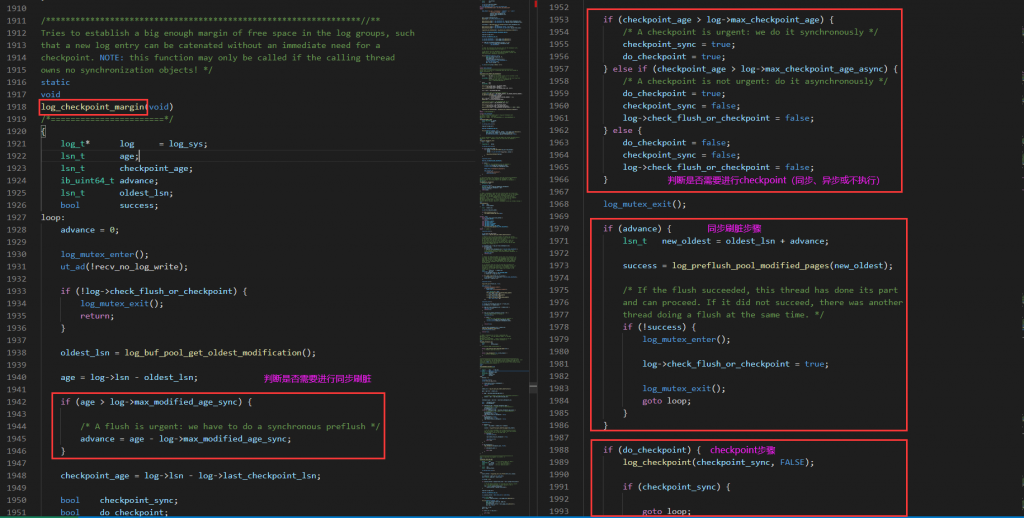 1910
1911 /***************************************************************//**
1912 Tries to establish a big enough margin of free space in the log groups, such
1913 that a new log entry can be catenated without an immediate need for a
1914 checkpoint. NOTE: this function may only be called if the calling thread
1915 owns no synchronization objects! */
1916 static
1917 void
1918 log_checkpoint_margin(void)
1919 /*=======================*/
1920 {
1921 log_t* log = log_sys;
1922 lsn_t age;
1923 lsn_t checkpoint_age;
1924 ib_uint64_t advance;
1925 lsn_t oldest_lsn;
1926 bool success;
1927 loop:
1928 advance = 0;
1929
1930 log_mutex_enter();
1931 ut_ad(!recv_no_log_write);
1932
1933 if (!log->check_flush_or_checkpoint) {
1934 log_mutex_exit();
1935 return;
1936 }
1937
1938 oldest_lsn = log_buf_pool_get_oldest_modification();
1939
1940 age = log->lsn - oldest_lsn; 判断是否需要进行同步刷脏
1941
1942 if (age > log->max_modified_age_sync) {
1943
1944 /* A flush is urgent: we have to do a synchronous preflush */
1945 advance = age - log->max_modified_age_sync;
1946 }
1947
1948 checkpoint_age = log->lsn - log->last_checkpoint_lsn;
1949
1950 bool checkpoint_sync;
1951 bool do_checkpoint;
1952
1953 if (checkpoint_age > log->max_checkpoint_age) {
1954 /* A checkpoint is urgent: we do it synchronously */
1955 checkpoint_sync = true;
1956 do_checkpoint = true;
1957 } else if (checkpoint_age > log->max_checkpoint_age_async) {
1958 /* A checkpoint is not urgent: do it asynchronously */
1959 do_checkpoint = true;
1960 checkpoint_sync = false;
1961 log->check_flush_or_checkpoint = false;
1962 } else {
1963 do_checkpoint = false;
1964 checkpoint_sync = false;
1965 log->check_flush_or_checkpoint = false;
1966 } 判断是否需要进行checkpoint（同步、异步或不执行）
1967
1968 log_mutex_exit();
1969
1970 if (advance) { 同步刷脏步骤
1971 lsn_t new_oldest = oldest_lsn + advance;
1972
1973 success = log_preflush_pool_modified_pages(new_oldest);
1974
1975 /* If the flush succeeded, this thread has done its part
1976 and can proceed. If it did not succeed, there was another
1977 thread doing a flush at the same time. */
1978 if (!success) {
1979 log_mutex_enter();
1980
1981 log->check_flush_or_checkpoint = true;
1982
1983 log_mutex_exit();
1984 goto loop;
1985 }
1986 }
1987
1988 if (do_checkpoint) { checkpoint步骤
1989 log_checkpoint(checkpoint_sync, FALSE);
1990
1991 if (checkpoint_sync) {
1992
1993 goto loop;